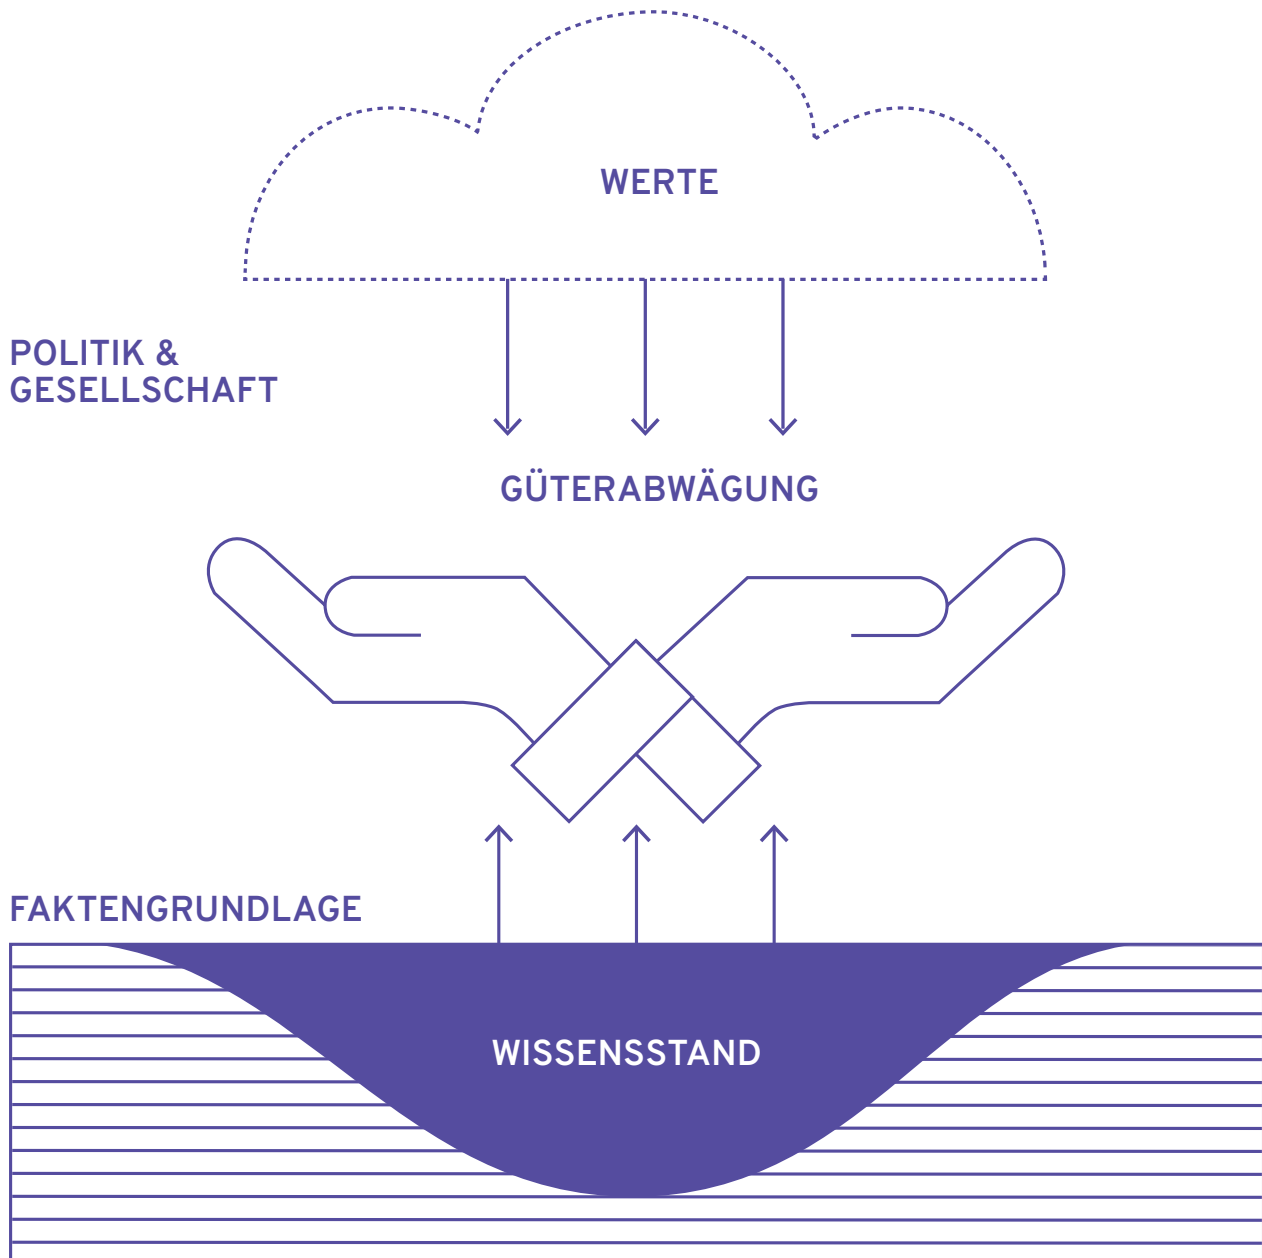 WERTE
POLITIK &
GESELLSCHAFT
GÜTERABWÄGUNG
FAKTENGRUNDLAGE
WISSENSSTAND